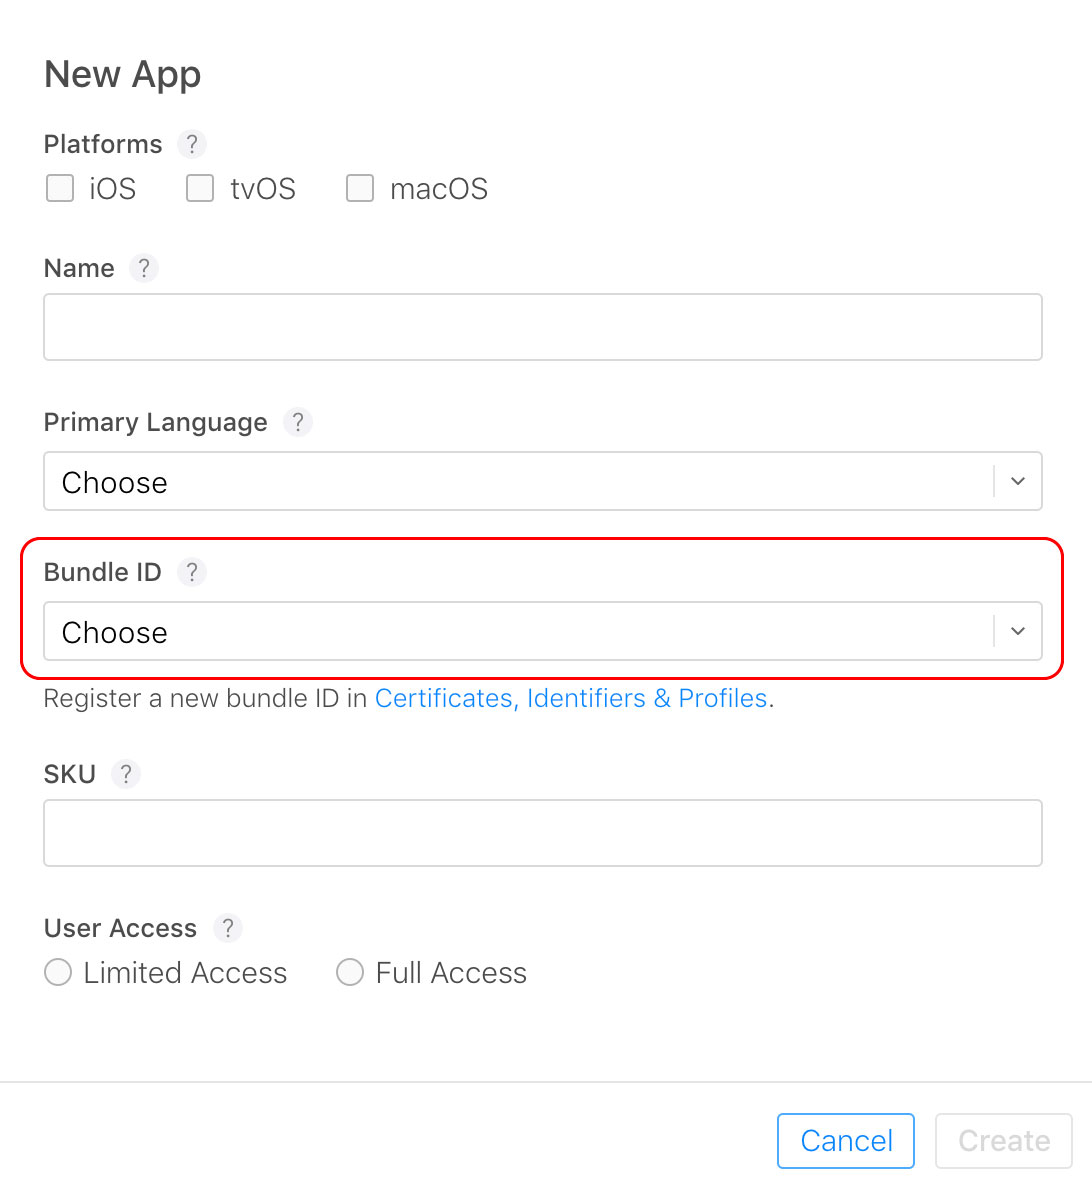 New App
Platforms ?
iOS tvOS macOS
Name ?
Primary Language ?
Choose
Bundle ID ?
Choose
Register a new bundle ID in Certificates, Identifiers & Profiles.
SKU ?
User Access ?
Limited Access Full Access
Cancel Create